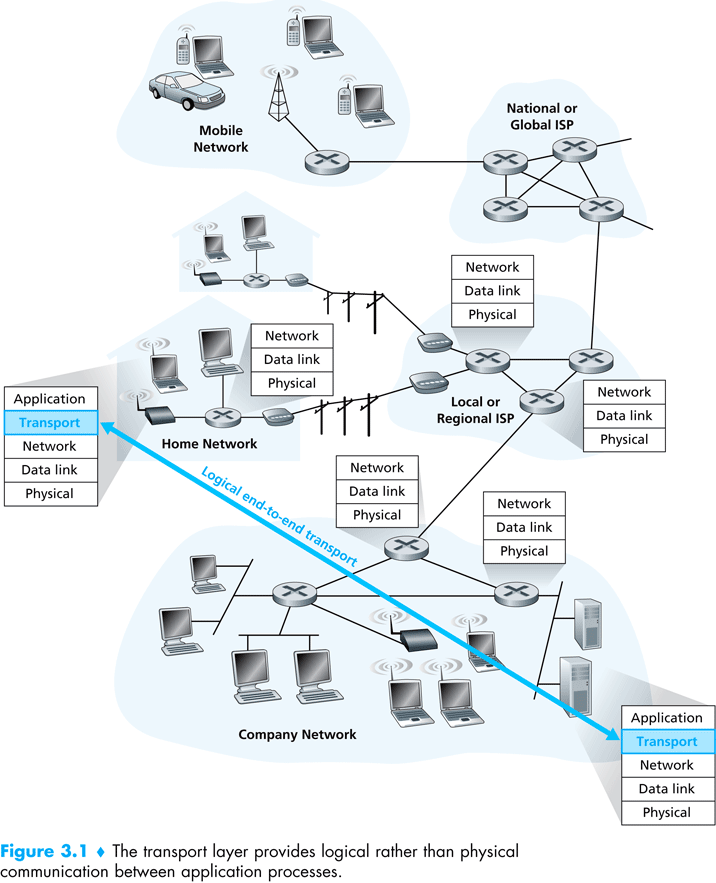 Mobile
Network
National or
Global ISP
Network
Data link
Physical
Network
Data link
Physical
Local or
Regional ISP
Network
Data link
Physical
Application
Transport
Network
Data link
Physical
Home Network
Logical end-to-end transport
Network
Data link
Physical
Network
Data link
Physical
Company Network
Application
Transport
Network
Data link
Physical
Figure 3.1 ♦ The transport layer provides logical rather than physical
communication between application processes.